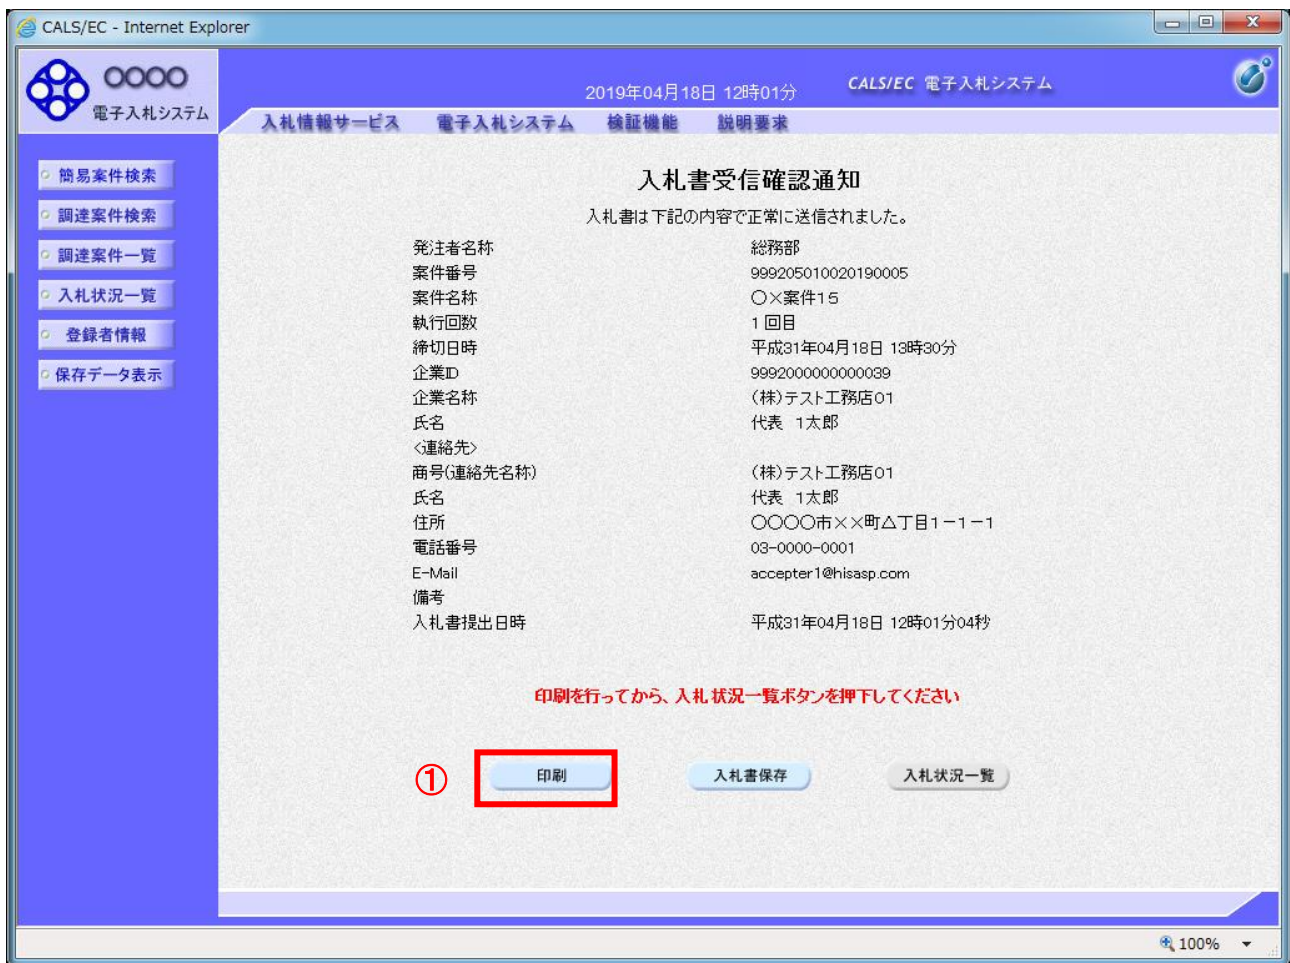 CALS/EC - Internet Explorer
〇〇〇〇
電子入札システム
2019年04月18日 12時01分
CALS/EC 電子入札システム
入札情報サービス 電子入札システム 検証機能 説明要求
簡易案件検索
調達案件検索
調達案件一覧
入札状況一覧
登録者情報
保存データ表示
入札書受信確認通知
入札書は下記の内容で正常に送信されました。
発注者名称 総務部
案件番号 999205010020190005
案件名称 〇×案件15
執行回数 1回目
締切日時 平成31年04月18日 13時30分
企業ID 9992000000000039
企業名称 (株)テスト工務店01
氏名 代表 1太郎
<連絡先>
商号(連絡先名称) (株)テスト工務店01
氏名 代表 1太郎
住所 〇〇〇〇市××町△丁目1-1-1
電話番号 03-0000-0001
E-Mail accepter1@hisasp.com
備考
入札書提出日時 平成31年04月18日 12時01分04秒
印刷を行ってから、入札状況一覧ボタンを押下してください
① 印刷 入札書保存 入札状況一覧
100%